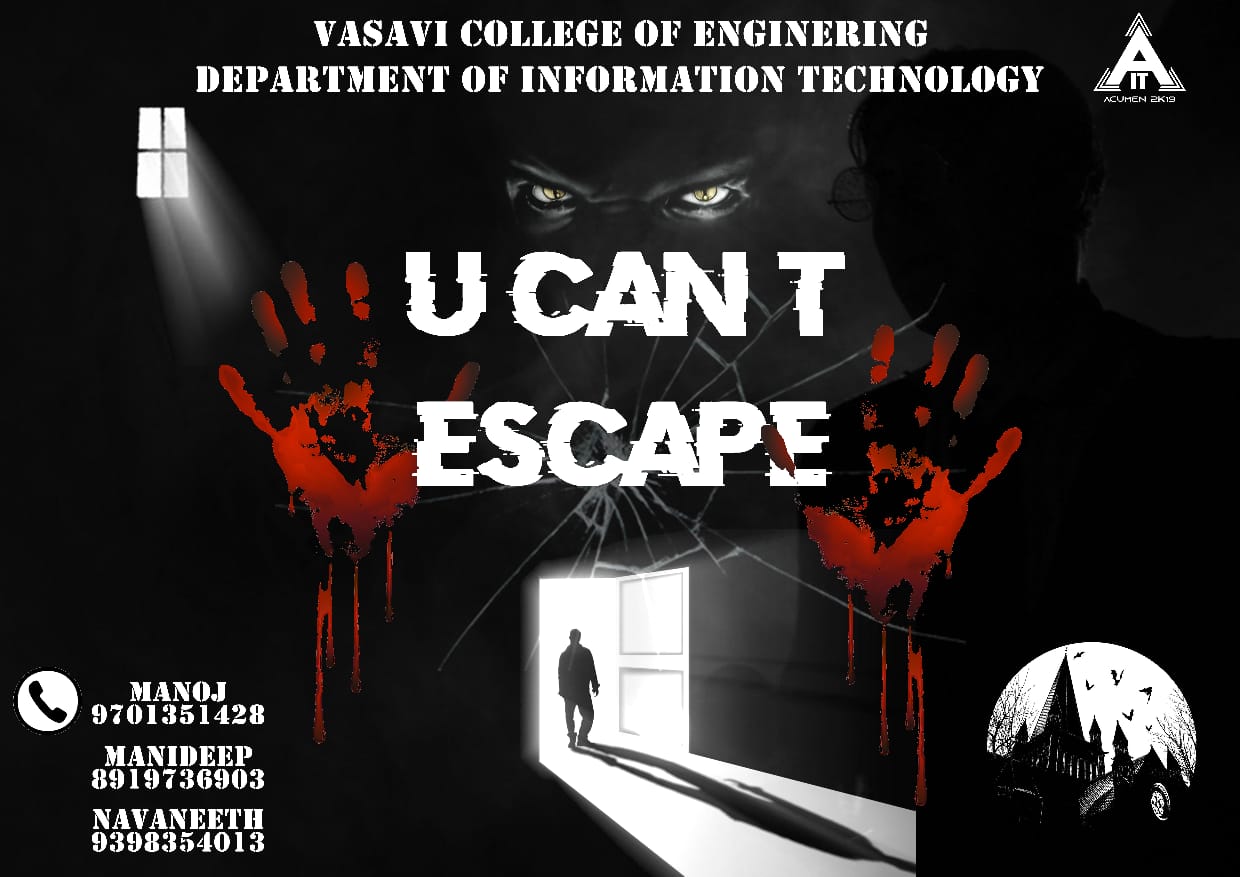 VASAVI COLLEGE OF ENGINERING
DEPARTMENT OF INFORMATION TECHNOLOGY
A
IT
ACUMEN 2K19
U CAN T
ESCAPE
MANOJ
9701351428
MANIDEEP
8919736903
NAVANEETH
9398354013